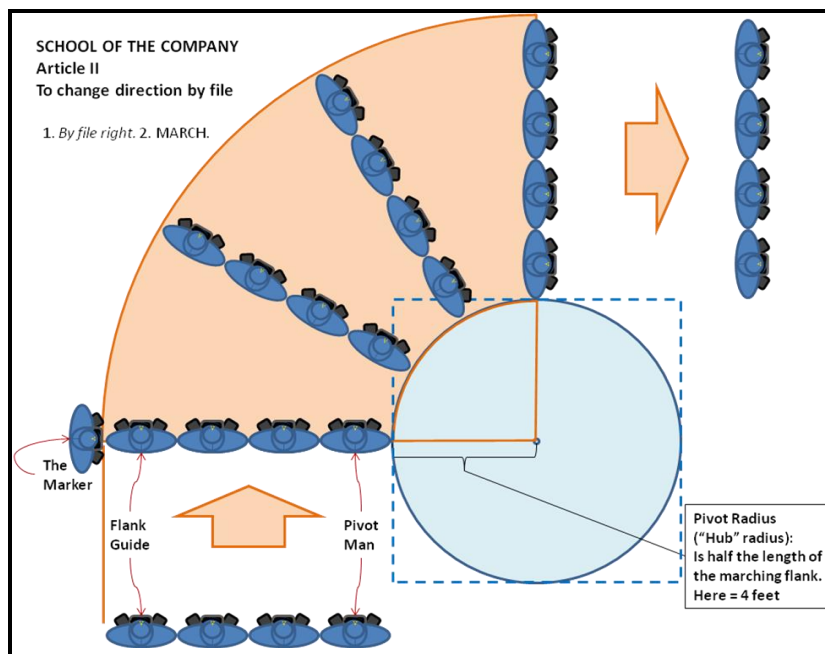 SCHOOL OF THE COMPANY
Article II
To change direction by file
1. By file right. 2. MARCH.
The
Marker
Flank
Guide
Pivot
Man
Pivot Radius
(“Hub” radius):
Is half the length of
the marching flank.
Here = 4 feet